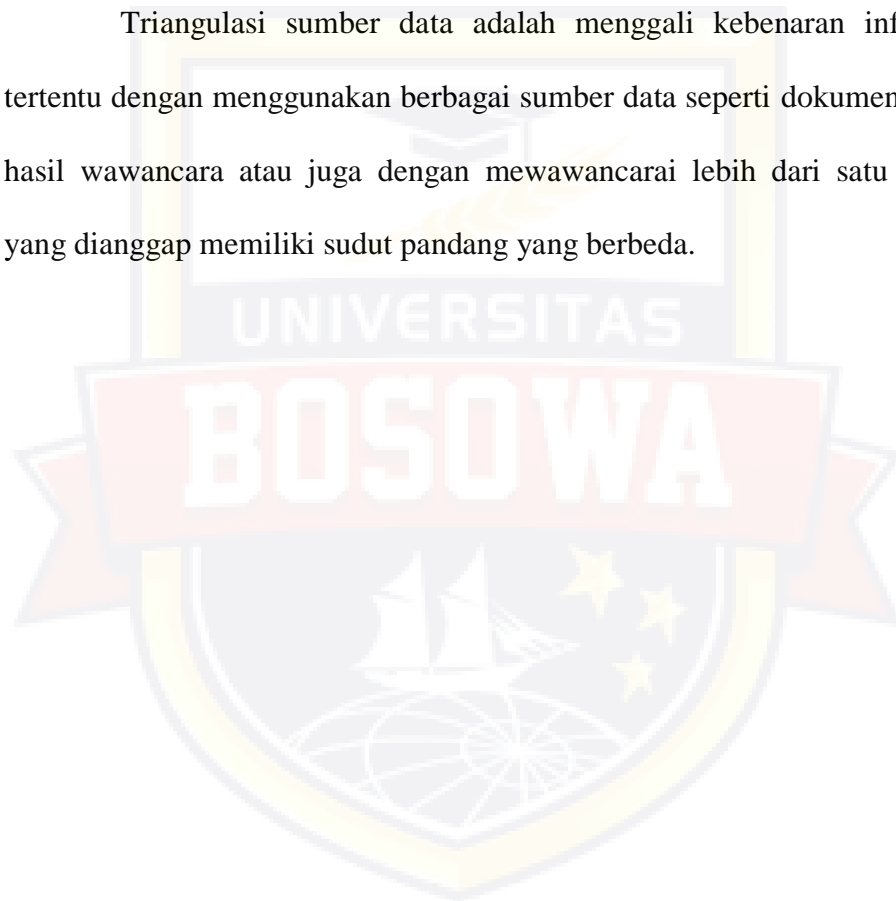 Triangulasi sumber data adalah menggali kebenaran inf
tertentu dengan menggunakan berbagai sumber data seperti dokumen
hasil wawancara atau juga dengan mewawancarai lebih dari satu
yang dianggap memiliki sudut pandang yang berbeda.
UNIVERSITAS
BOSOWA